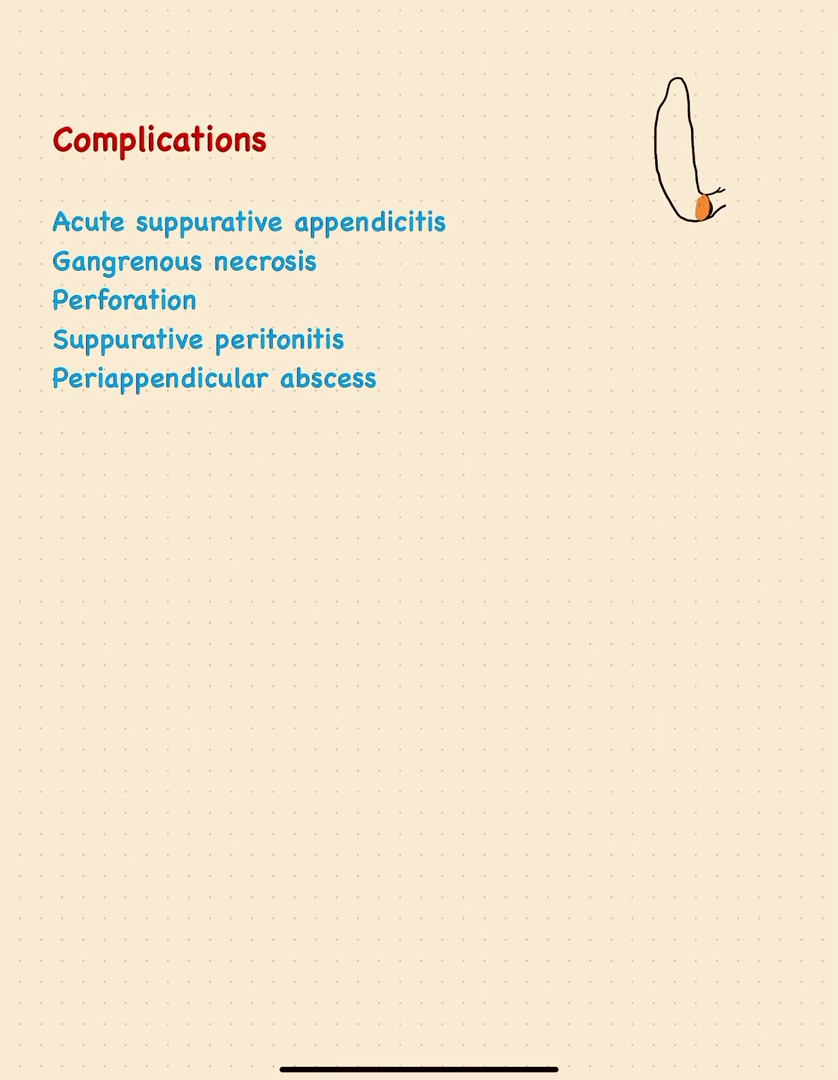 Complications
Acute suppurative appendicitis
Gangrenous necrosis
Perforation
Suppurative peritonitis
Periappendicular abscess